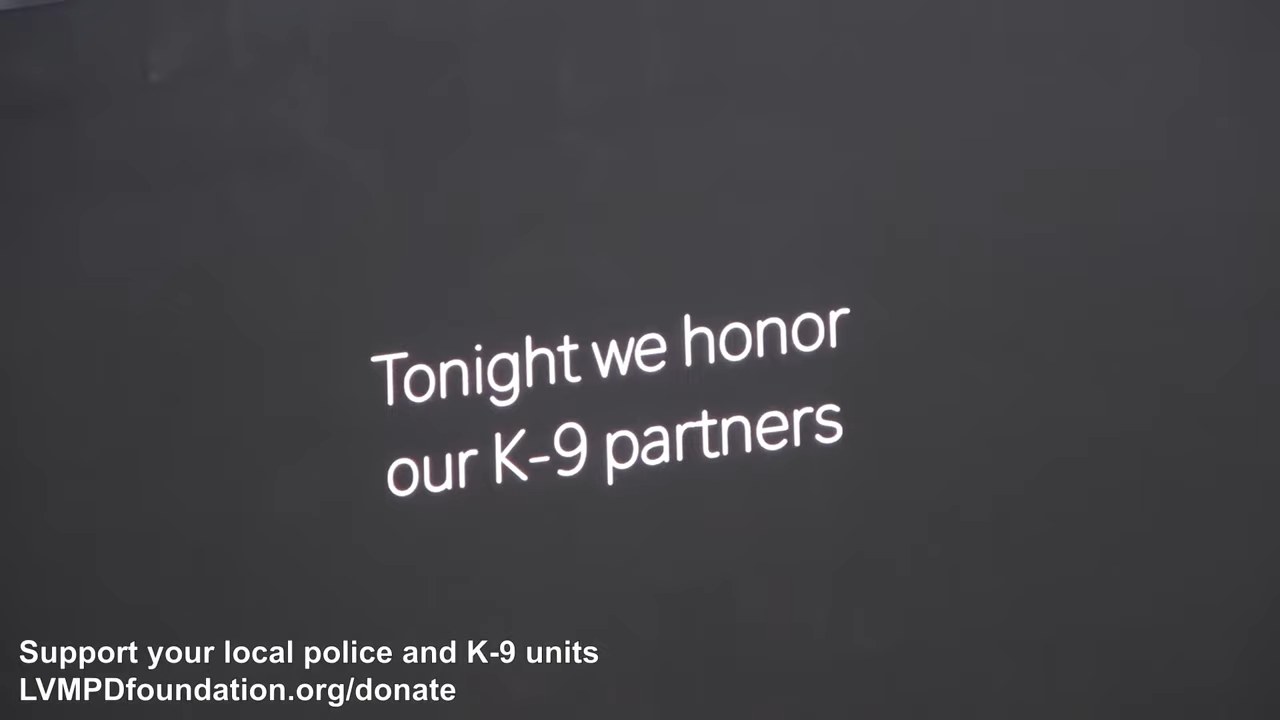 Tonight we honor
our K-9 partners
Support your local police and K-9 units
LVMPDfoundation.org/donate